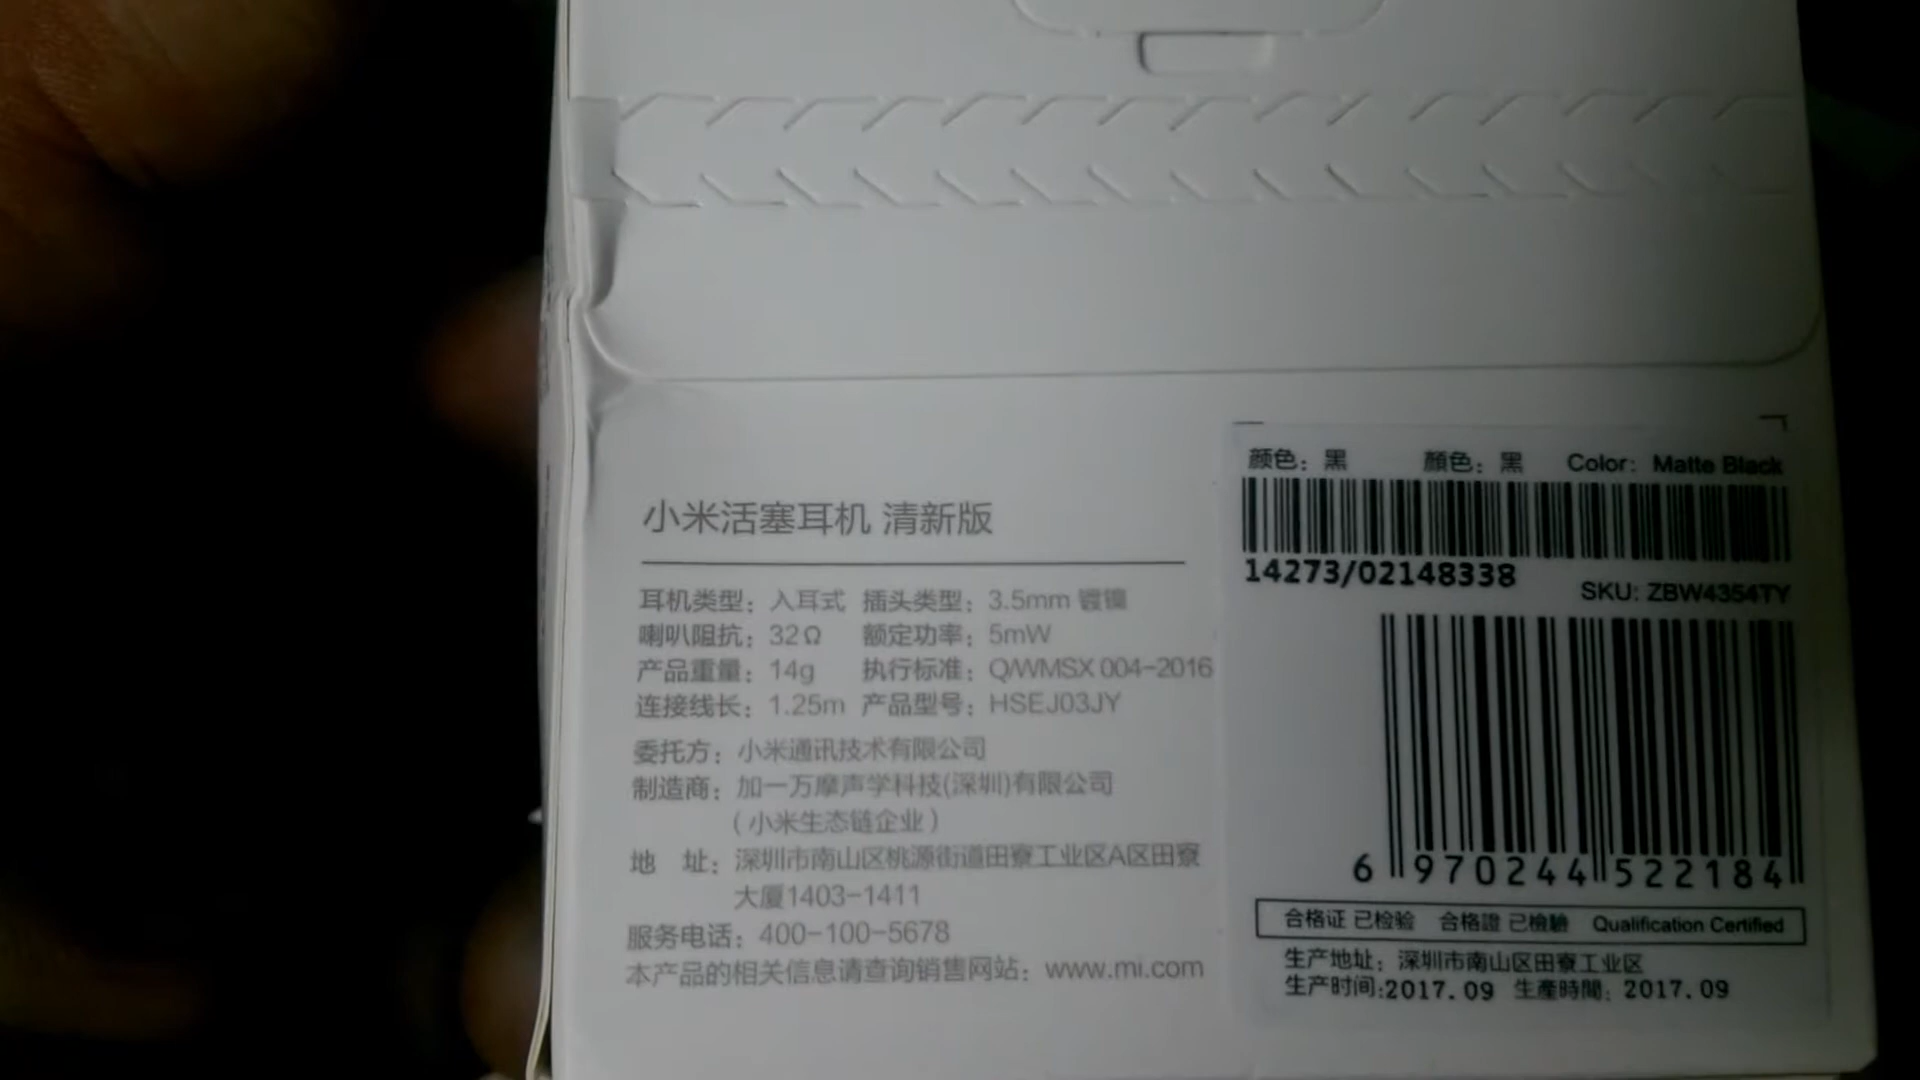 小米活塞耳机 清新版
耳机类型：入耳式 插头类型：3.5mm 镀镍
喇叭阻抗：32Ω 额定功率：5mW
产品重量：14g 执行标准：Q/WMSX 004-2016
连接线长：1.25m 产品型号：HSEJ03JY
委托方：小米通讯技术有限公司
制造商：加一万摩声学科技(深圳)有限公司
（小米生态链企业）
地 址：深圳市南山区桃源街道田寮工业区A区田寮
大厦1403-1411
服务电话：400-100-5678
本产品的相关信息请查询销售网站：www.mi.com
颜色：黑 顏色：黑 Color：Matte Black
14273/02148338
SKU: ZBW4354TY
6 970244 522184
合格证 已检验 合格證 已檢驗 Qualification Certified
生产地址：深圳市南山区田寮工业区
生产时间:2017.09 生產時間：2017.09